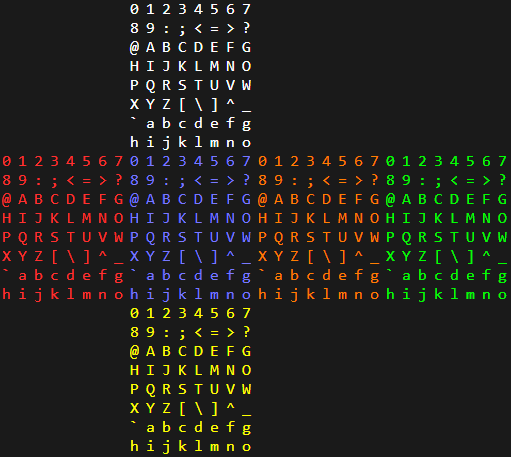 0 1 2 3 4 5 6 7
8 9 : ; < = > ?
@ A B C D E F G
H I J K L M N O
P Q R S T U V W
X Y Z [ \ ] ^ _
` a b c d e f g
h i j k l m n o
0 1 2 3 4 5 6 7 0 1 2 3 4 5 6 7 0 1 2 3 4 5 6 7 0 1 2 3 4 5 6 7
8 9 : ; < = > ? 8 9 : ; < = > ? 8 9 : ; < = > ? 8 9 : ; < = > ?
@ A B C D E F G @ A B C D E F G @ A B C D E F G @ A B C D E F G
H I J K L M N O H I J K L M N O H I J K L M N O H I J K L M N O
P Q R S T U V W P Q R S T U V W P Q R S T U V W P Q R S T U V W
X Y Z [ \ ] ^ _ X Y Z [ \ ] ^ _ X Y Z [ \ ] ^ _ X Y Z [ \ ] ^ _
` a b c d e f g ` a b c d e f g ` a b c d e f g ` a b c d e f g
h i j k l m n o h i j k l m n o h i j k l m n o h i j k l m n o
0 1 2 3 4 5 6 7
8 9 : ; < = > ?
@ A B C D E F G
H I J K L M N O
P Q R S T U V W
X Y Z [ \ ] ^ _
` a b c d e f g
h i j k l m n o